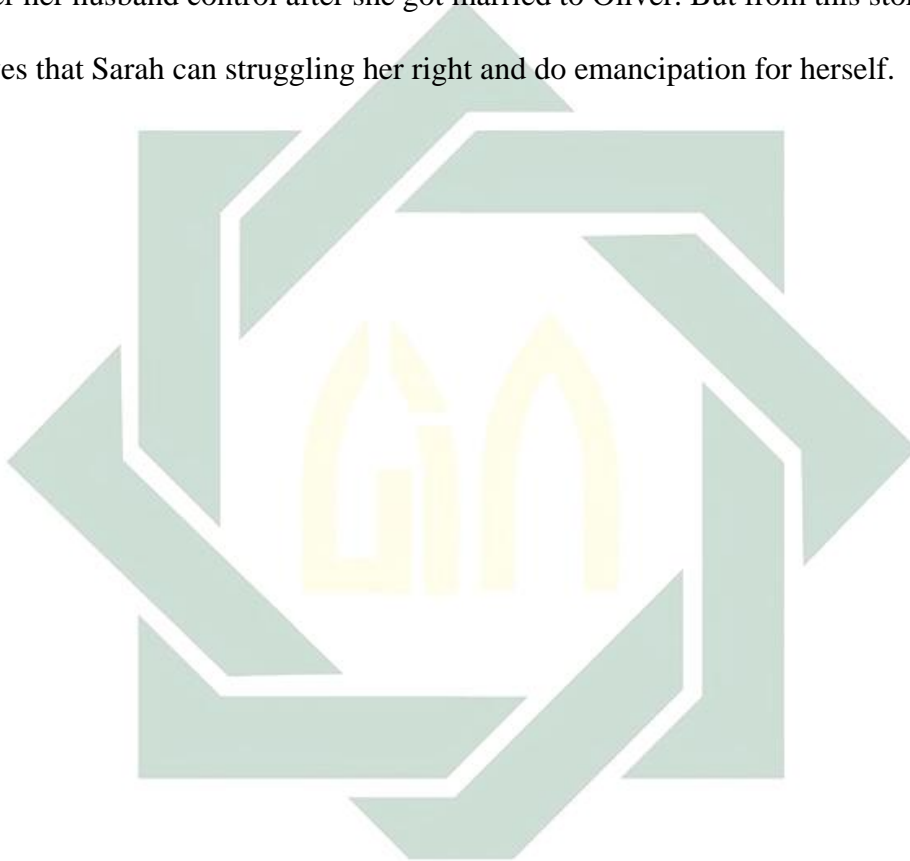 er her husband control after she got married to Oliver. But from this stor
es that Sarah can struggling her right and do emancipation for herself.